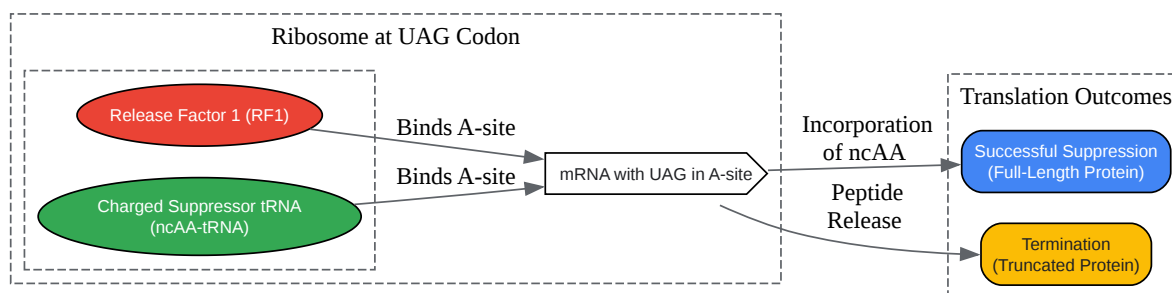 Ribosome at UAG Codon
Release Factor 1 (RF1)
Charged Suppressor tRNA
(ncAA-tRNA)
Binds A-site
Binds A-site
mRNA with UAG in A-site
Incorporation
of ncAA
Peptide
Release
Translation Outcomes
Successful Suppression
(Full-Length Protein)
Termination
(Truncated Protein)